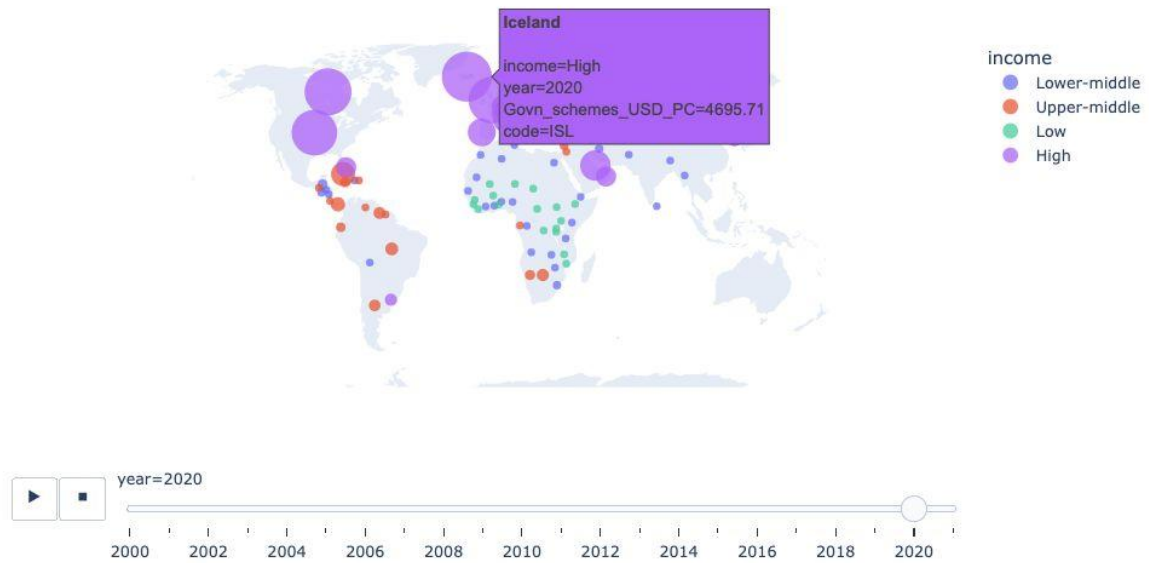 Iceland
income=High
year=2020
Govn_schemes_USD_PC=4695.71
code=ISL
income
Lower-middle
Upper-middle
Low
High
year=2020
2000 2002 2004 2006 2008 2010 2012 2014 2016 2018 2020